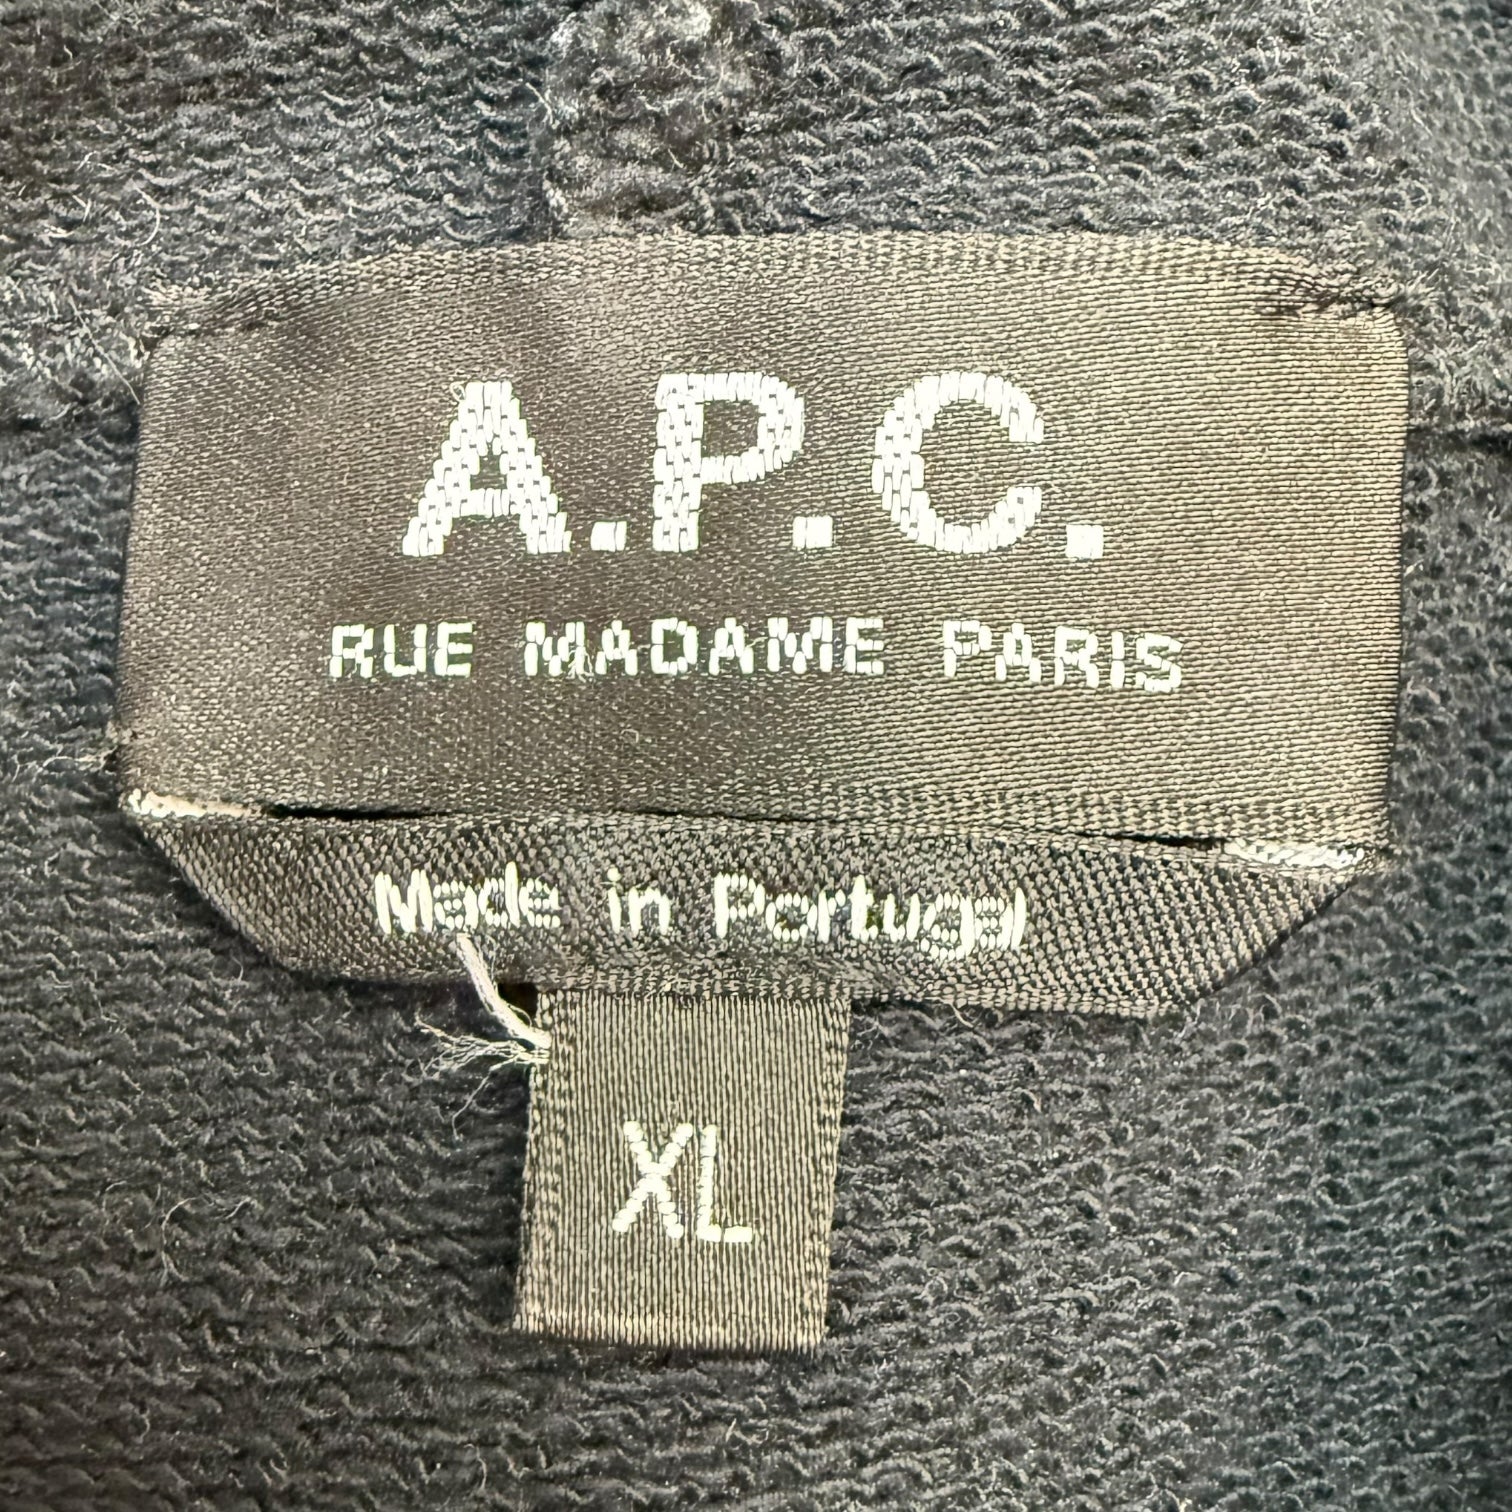 A.P.C.
RUE MADAME PARIS
Made in Portugal
XL